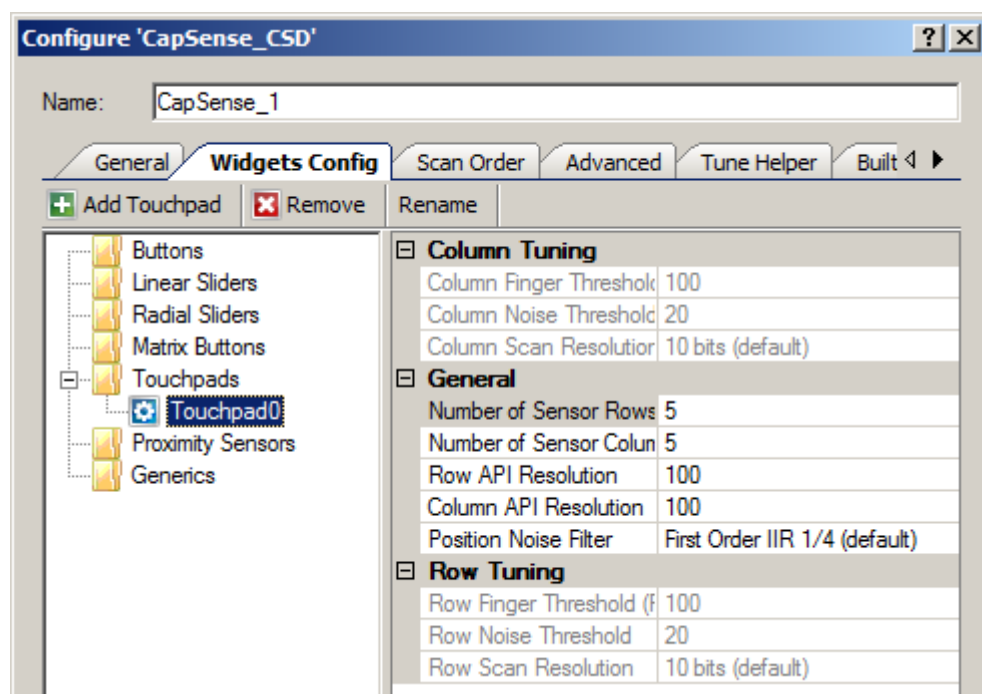 Configure 'CapSense_CSD'
Name: CapSense_1
General Widgets Config Scan Order Advanced Tune Helper Built
Add Touchpad Remove Rename
Buttons
Linear Sliders
Radial Sliders
Matrix Buttons
Touchpads
Touchpad0
Proximity Sensors
Generics
Column Tuning
Column Finger Threshold 100
Column Noise Threshold 20
Column Scan Resolution 10 bits (default)
General
Number of Sensor Rows 5
Number of Sensor Colum 5
Row API Resolution 100
Column API Resolution 100
Position Noise Filter First Order IIR 1/4 (default)
Row Tuning
Row Finger Threshold (F 100
Row Noise Threshold 20
Row Scan Resolution 10 bits (default)